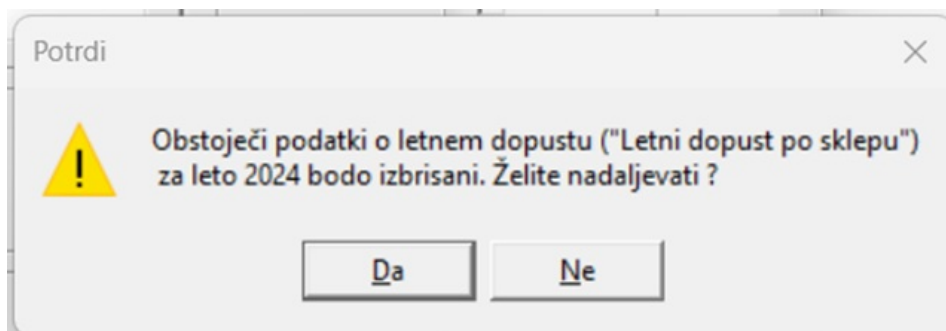 Potrdi
Obstoječi podatki o letnem dopustu ("Letni dopust po sklepu")
za leto 2024 bodo izbrisani. Želite nadaljevati ?
Da
Ne